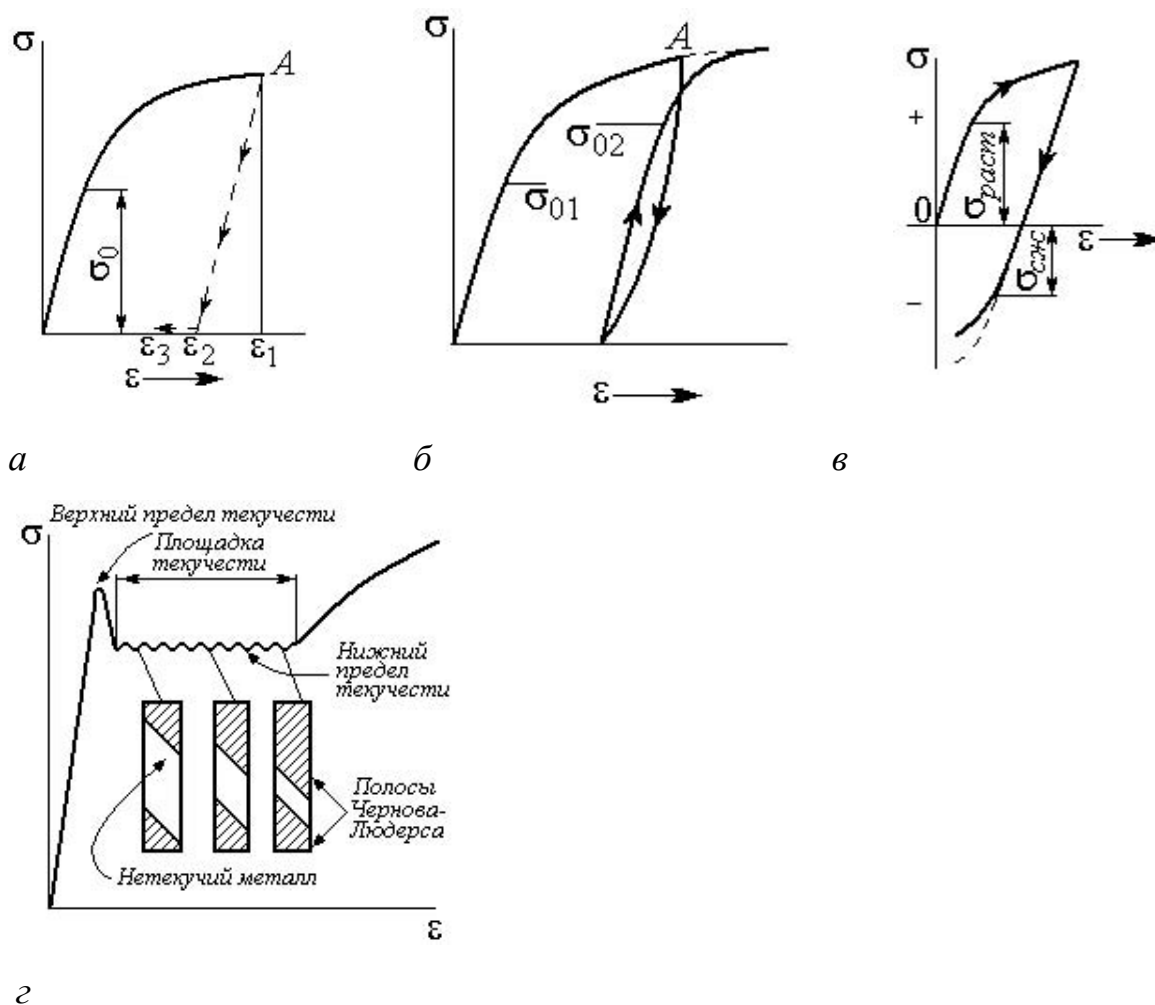 σ
A
σ₀
ε₃ ε₂ ε₁
ε
а
A
σ₀₂
σ₀₁
ε
б
σ
+
σраст
0
ε
σсж
−
в
Верхний предел текучести
σ
Площадка
текучести
Нижний
предел
текучести
Полосы
Чернова-
Людерса
Нетекучий металл
ε
г